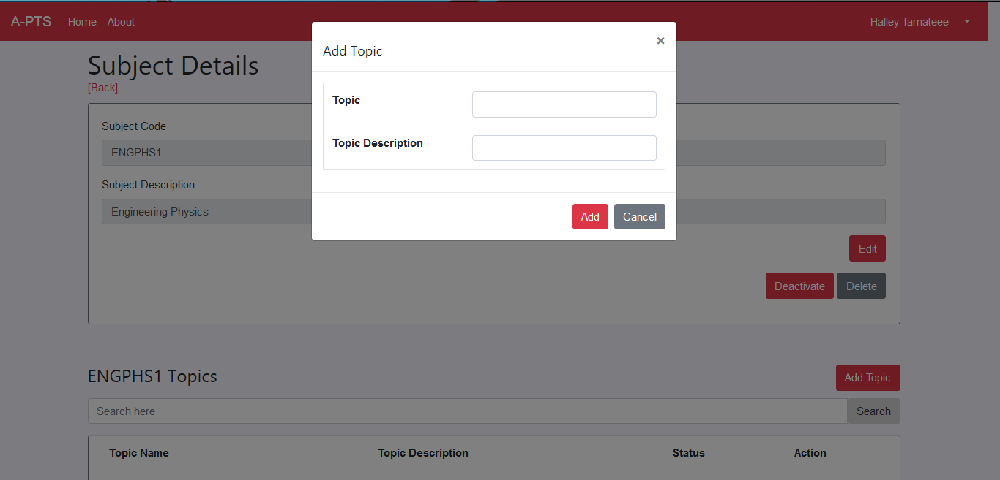 A-PTS Home About Halley Tarnateee
×
Add Topic
Subject Details
[Back]
Topic
Topic Description
Subject Code
ENGPHS1
Subject Description
Engineering Physics
Add Cancel
Edit
Deactivate Delete
ENGPHS1 Topics
Add Topic
Search here Search
Topic Name Topic Description Status Action